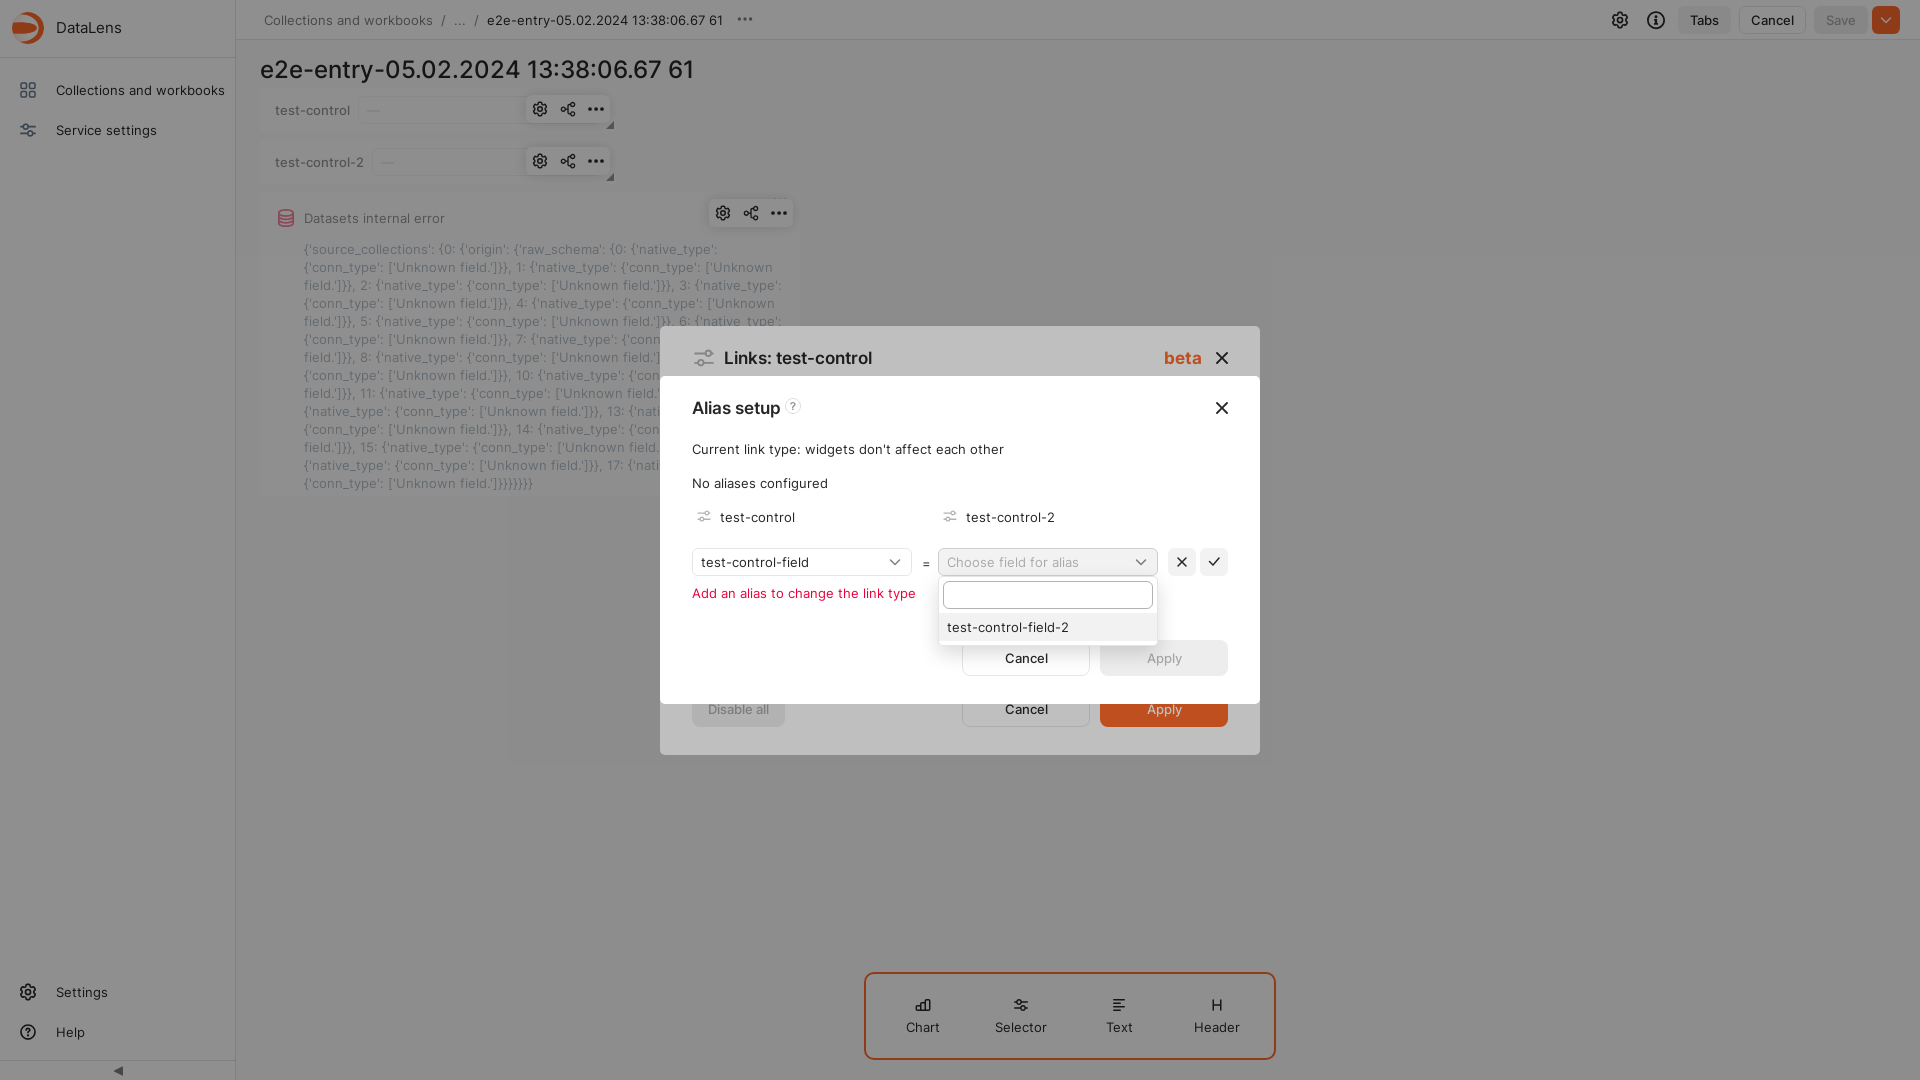 DataLens
Collections and workbooks / ... / e2e-entry-05.02.2024 13:38:06.67 61
Tabs
Cancel
Save
Collections and workbooks
Service settings
e2e-entry-05.02.2024 13:38:06.67 61
test-control —
test-control-2 —
Datasets internal error
{'source_collections': {0: {'origin': {'raw_schema': {0: {'native_type':
{'conn_type': ['Unknown field.']}}, 1: {'native_type': {'conn_type': ['Unknown
field.']}}, 2: {'native_type': {'conn_type': ['Unknown field.']}}, 3: {'native_type':
{'conn_type': ['Unknown field.']}}, 4: {'native_type': {'conn_type': ['Unknown
field.']}}, 5: {'native_type': {'conn_type': ['Unknown field.']}}, 6: {'native_type':
{'conn_type': ['Unknown field.']}}, 7: {'native_type': {'conn
field.']}}, 8: {'native_type': {'conn_type': ['Unknown field.'
{'conn_type': ['Unknown field.']}}, 10: {'native_type': {'con
field.']}}, 11: {'native_type': {'conn_type': ['Unknown field.'
{'native_type': {'conn_type': ['Unknown field.']}}, 13: {'nati
field.']}}, 14: {'native_type': {'conn_type': ['Unknown field.
field.']}}, 15: {'native_type': {'conn_type': ['Unknown field.
{'native_type': {'conn_type': ['Unknown field.']}}, 17: {'nati
{'conn_type': ['Unknown field.']}}}}}}}
Links: test-control
beta
Alias setup ?
Current link type: widgets don't affect each other
No aliases configured
test-control
test-control-2
test-control-field = Choose field for alias
Add an alias to change the link type
test-control-field-2
Cancel
Apply
Disable all
Cancel
Apply
Settings
Help
Chart
Selector
Text
H
Header